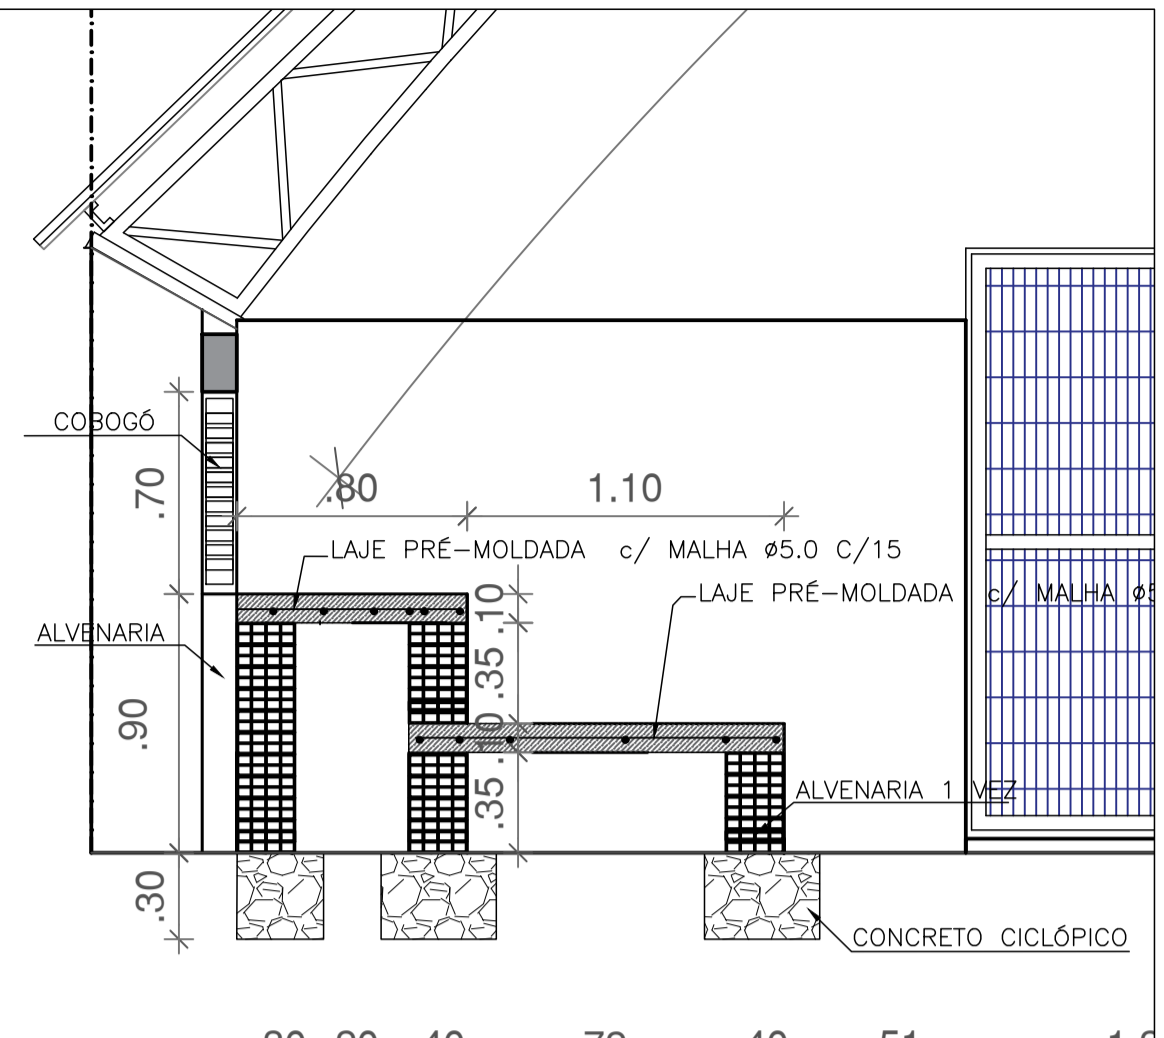 COBOGÓ
.70
.80
1.10
LAJE PRÉ-MOLDADA c/ MALHA ø5.0 C/15
LAJE PRÉ-MOLDADA c/ MALHA
.10
ALVENARIA
.35
.90
.10
.35
ALVENARIA 1 VEZ
.30
CONCRETO CICLÓPICO